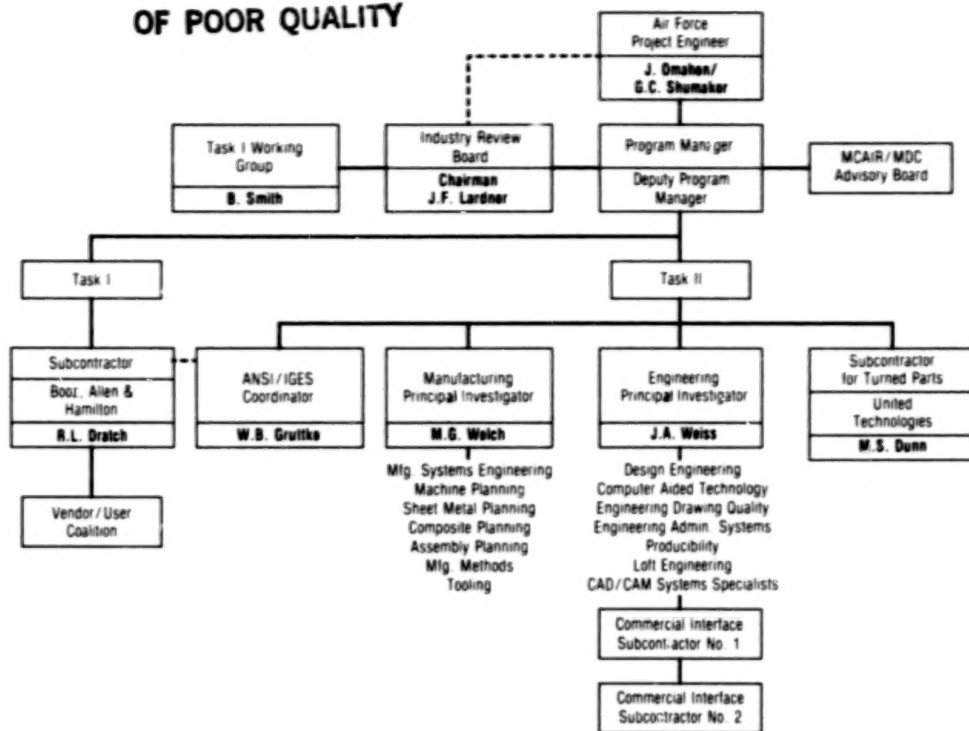 OF POOR QUALITY
Air Force
Project Engineer
J. Omahen/
G.C. Shumaker
Task I Working
Group
B. Smith
Industry Review
Board
Chairman
J.F. Lardner
Program Manager
Deputy Program
Manager
MCAIR/MDC
Advisory Board
Task I
Task II
Subcontractor
Booz, Allen &
Hamilton
R.L. Dratch
Vendor/User
Coalition
ANSI/IGES
Coordinator
W.B. Gruttke
Manufacturing
Principal Investigator
M.G. Welch
Mfg. Systems Engineering
Machine Planning
Sheet Metal Planning
Composite Planning
Assembly Planning
Mfg. Methods
Tooling
Engineering
Principal Investigator
J.A. Weiss
Design Engineering
Computer Aided Technology
Engineering Drawing Quality
Engineering Admin. Systems
Producibility
Loft Engineering
CAD/CAM Systems Specialists
Commercial Interface
Subcontractor No. 1
Commercial Interface
Subcontractor No. 2
Subcontractor
for Turned Parts
United
Technologies
M.S. Dunn